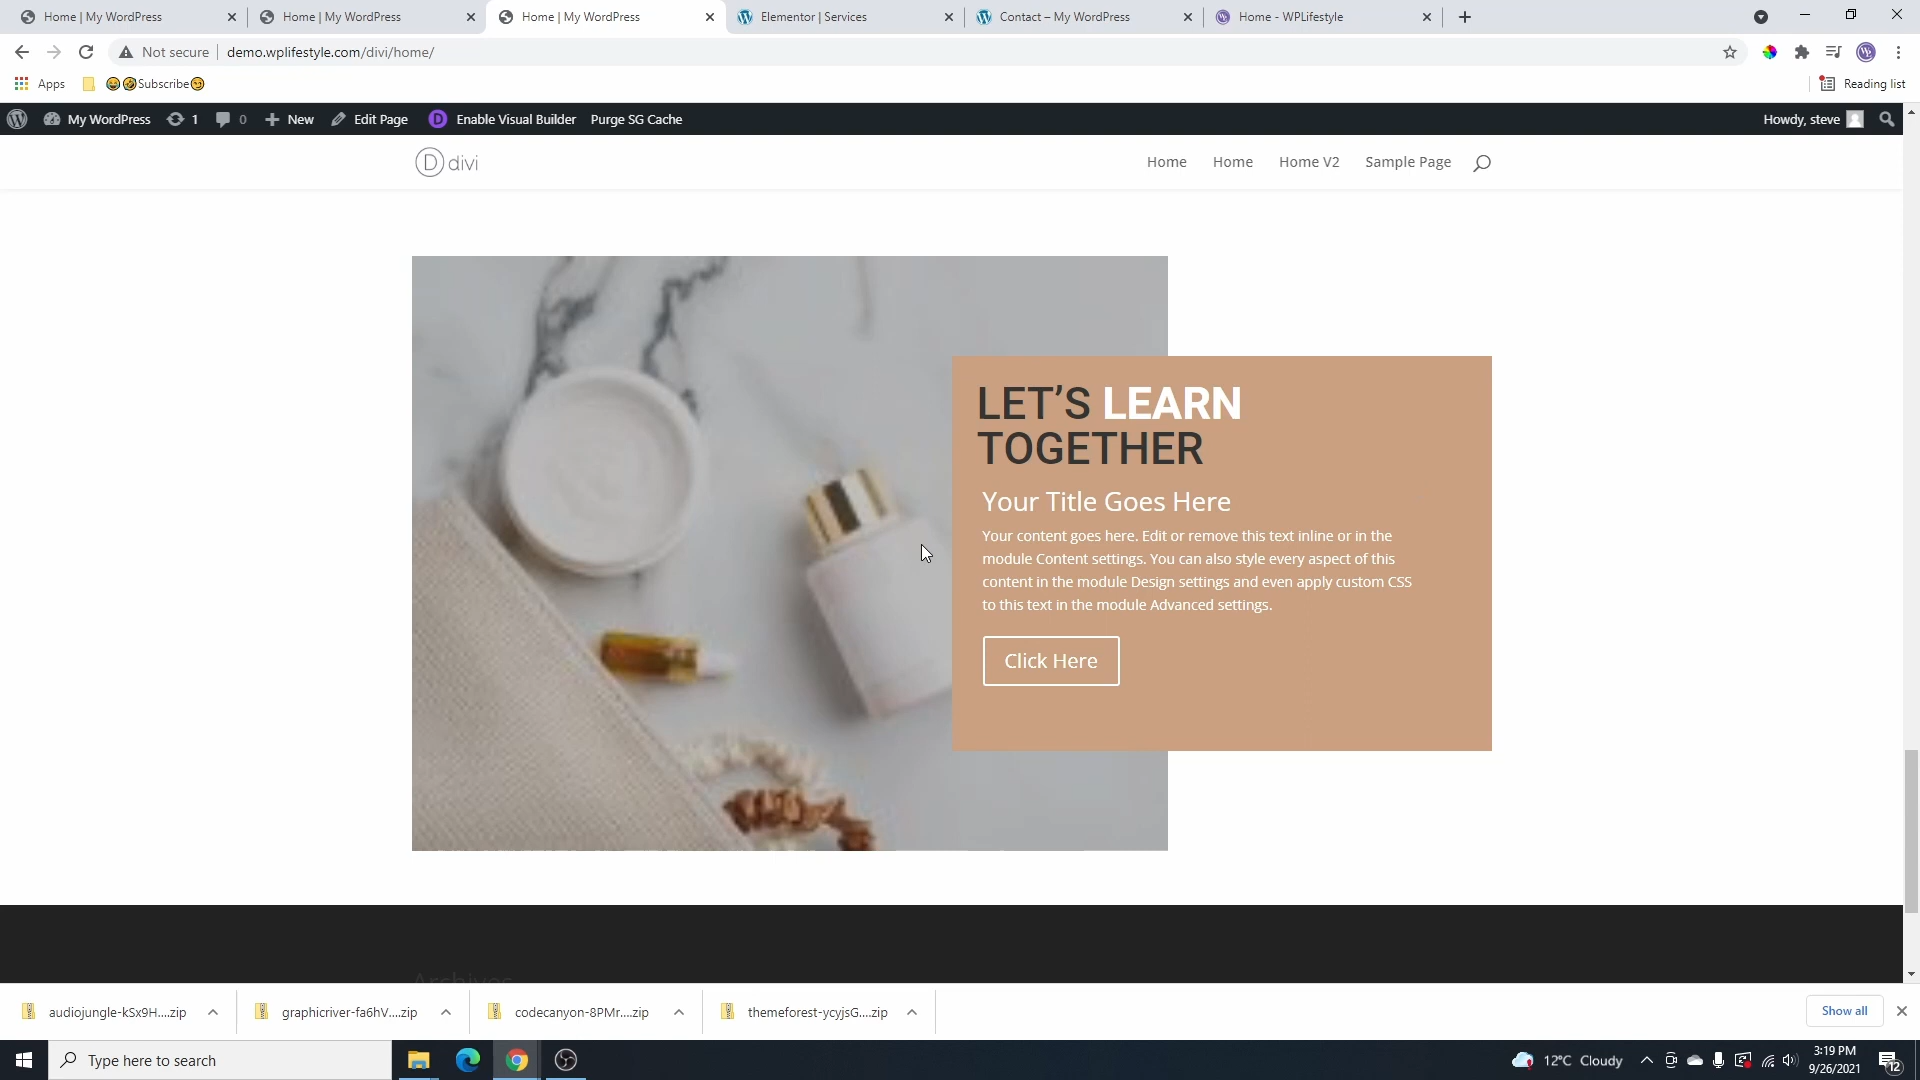 Home | My WordPress
Home | My WordPress
Home | My WordPress
Elementor | Services
Contact – My WordPress
Home - WPLifestyle
Not secure
demo.wplifestyle.com/divi/home/
Apps
😂🤣Subscribe😏
Reading list
My WordPress
1
0
New
Edit Page
D
Enable Visual Builder
Purge SG Cache
Howdy, steve
D divi
Home
Home
Home V2
Sample Page
LET’S LEARN
TOGETHER
Your Title Goes Here
Your content goes here. Edit or remove this text inline or in the
module Content settings. You can also style every aspect of this
content in the module Design settings and even apply custom CSS
to this text in the module Advanced settings.
Click Here
Archives
audiojungle-kSx9H....zip
graphicriver-fa6hV....zip
codecanyon-8PMr....zip
themeforest-ycyjsG....zip
Show all
Type here to search
12°C Cloudy
3:19 PM
9/26/2021
12